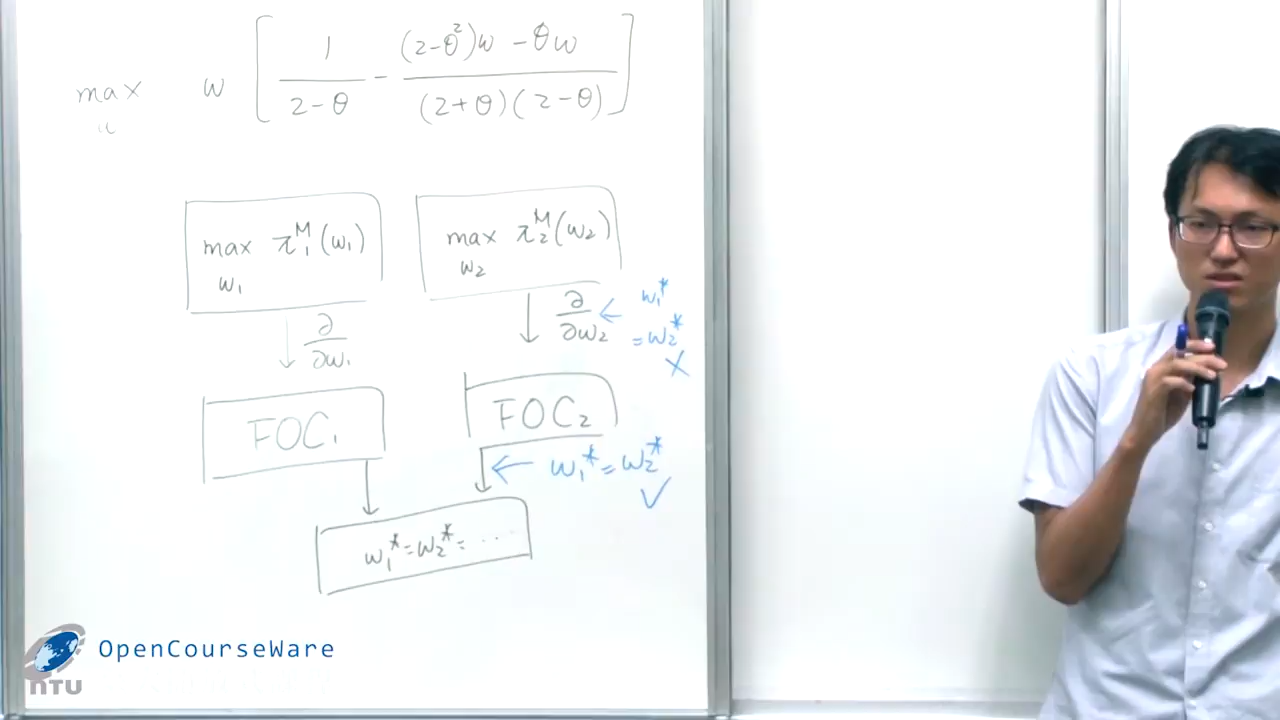 max w [ 1/(2-θ) - ((2-θ²)w - θw)/((2+θ)(2-θ)) ]
max π₁ᴹ(w₁)
w₁
max π₂ᴹ(w₂)
w₂
∂/∂w₁
∂/∂w₂ ← w₁*
= w₂*
✗
FOC₁
FOC₂
← w₁* = w₂*
✓
w₁* = w₂* = ...
OpenCourseWare
NTU